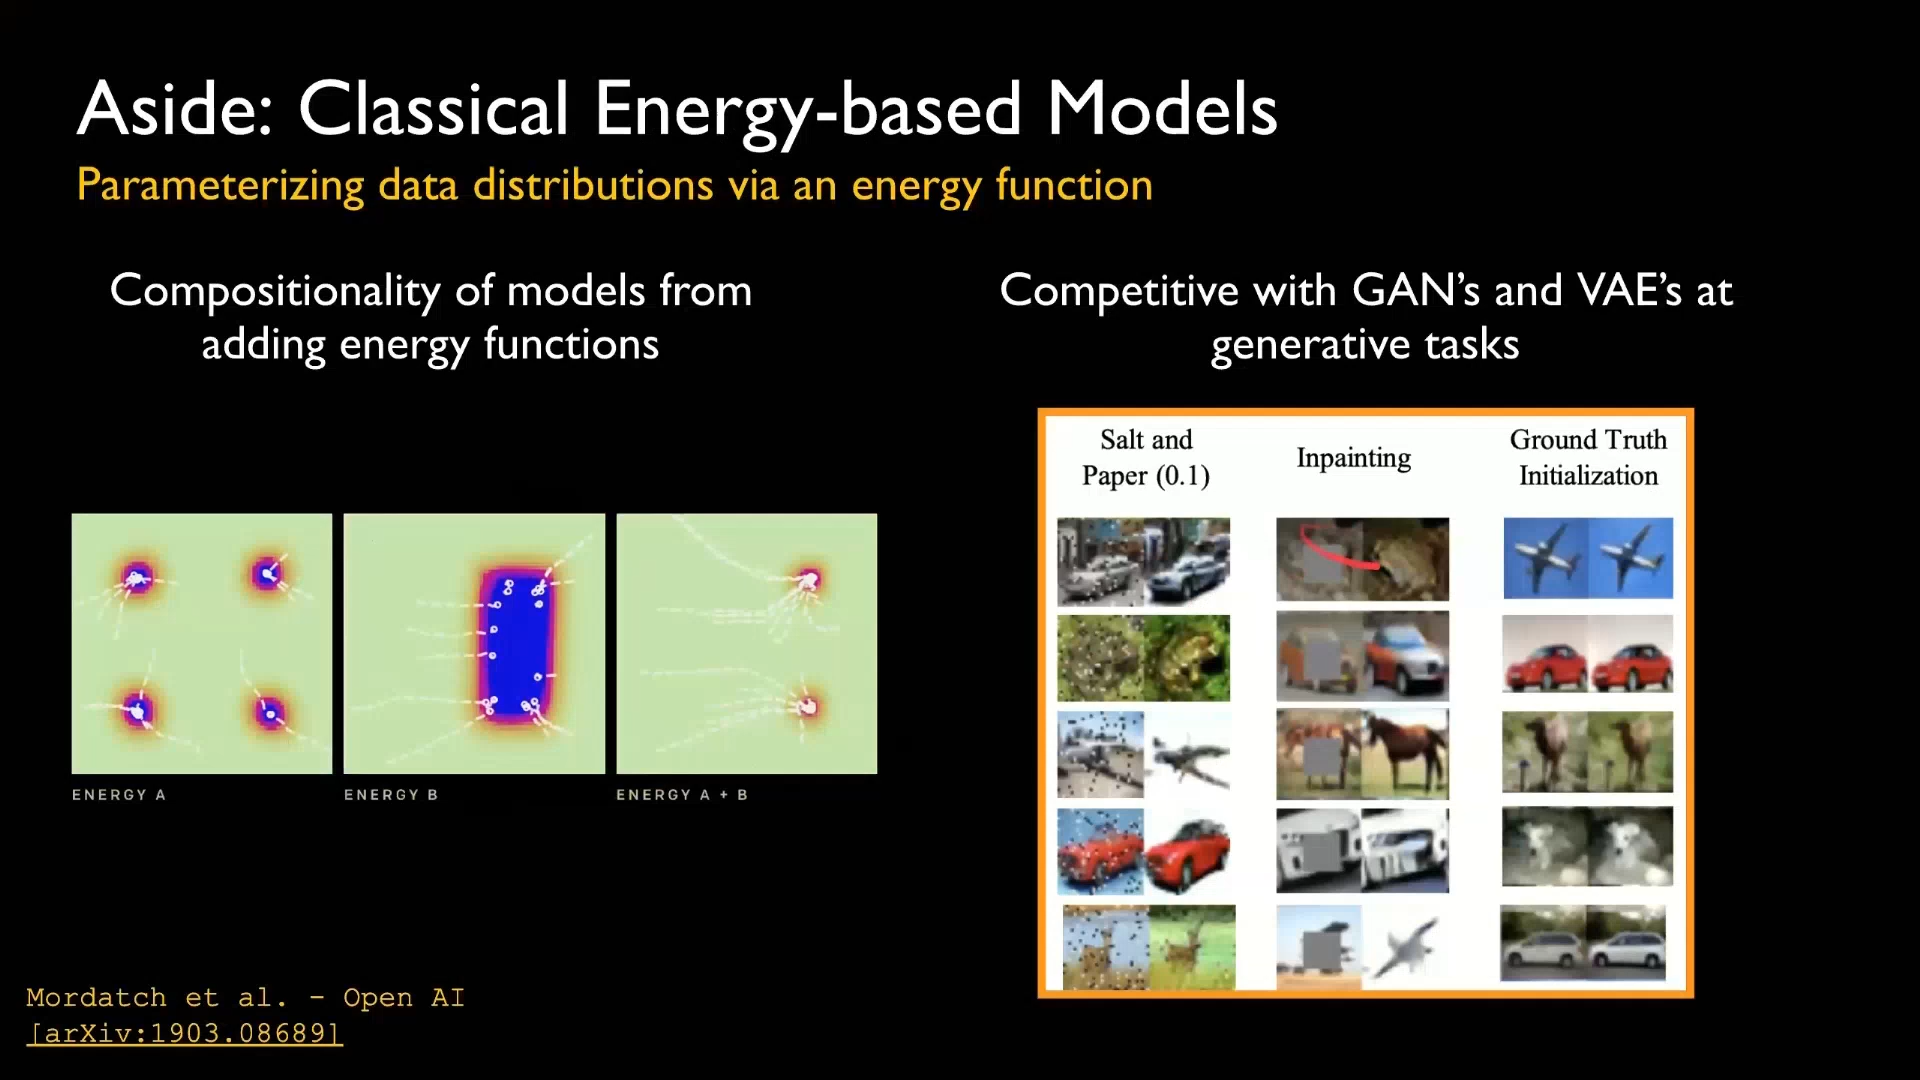 Aside: Classical Energy-based Models
Parameterizing data distributions via an energy function
Compositionality of models from
adding energy functions
Competitive with GAN's and VAE's at
generative tasks
ENERGY A
ENERGY B
ENERGY A + B
Salt and
Paper (0.1)
Inpainting
Ground Truth
Initialization
Mordatch et al. - Open AI
[arXiv:1903.08689]